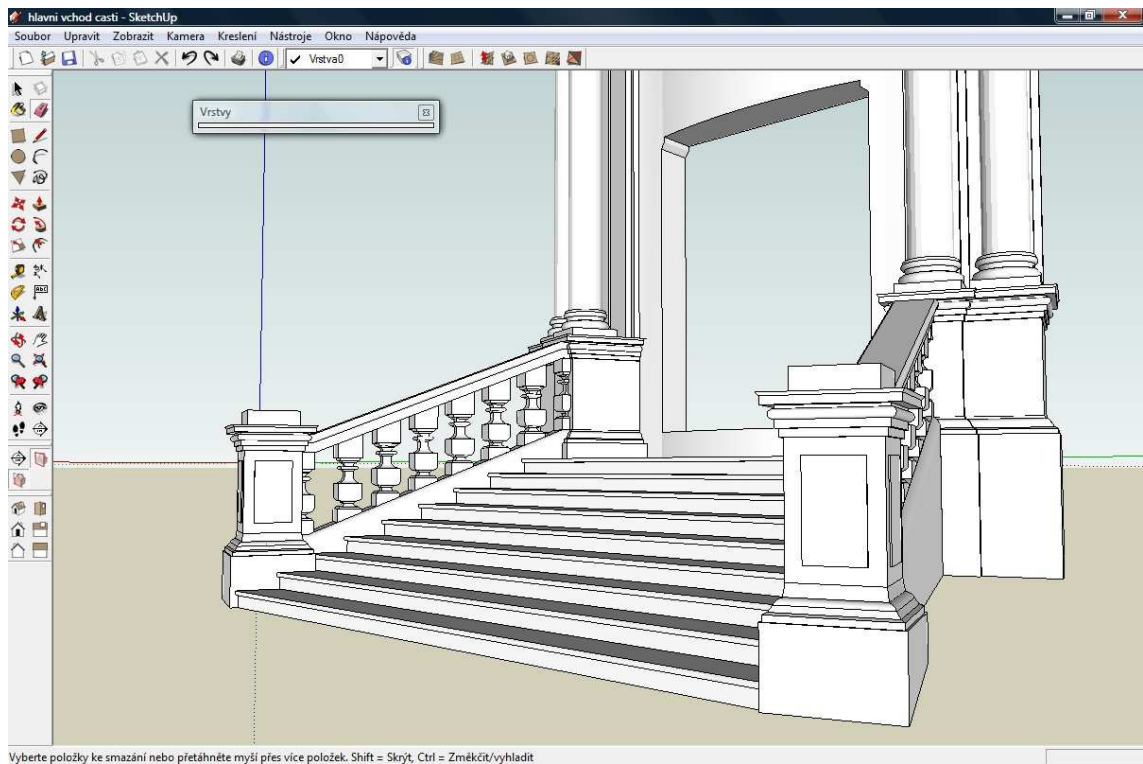 hlavni vchod casti - SketchUp
Soubor Upravit Zobrazit Kamera Kreslení Nástroje Okno Nápověda
Vrstva0
Vrstvy
Vyberte položky ke smazání nebo přetáhněte myší přes více položek. Shift = Skrýt, Ctrl = Změkčit/vyhladit